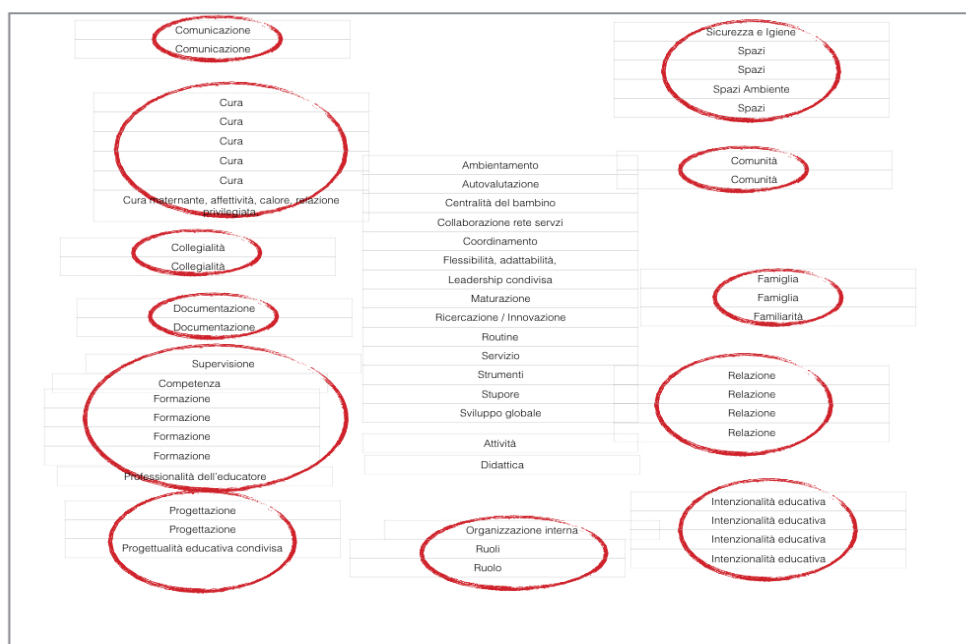 Comunicazione
Comunicazione
Cura
Cura
Cura
Cura
Cura
Cura maternante, affettività, calore, relazione
privilegiata,
Collegialità
Collegialità
Documentazione
Documentazione
Supervisione
Competenza
Formazione
Formazione
Formazione
Formazione
Professionalità dell'educatore
Progettazione
Progettazione
Progettualità educativa condivisa
Ambientamento
Autovalutazione
Centralità del bambino
Collaborazione rete servzi
Coordinamento
Flessibilità, adattabilità,
Leadership condivisa
Maturazione
Ricercazione / Innovazione
Routine
Servizio
Strumenti
Stupore
Sviluppo globale
Attività
Didattica
Organizzazione interna
Ruoli
Ruolo
Sicurezza e Igiene
Spazi
Spazi
Spazi Ambiente
Spazi
Comunità
Comunità
Famiglia
Famiglia
Familiarità
Relazione
Relazione
Relazione
Relazione
Intenzionalità educativa
Intenzionalità educativa
Intenzionalità educativa
Intenzionalità educativa